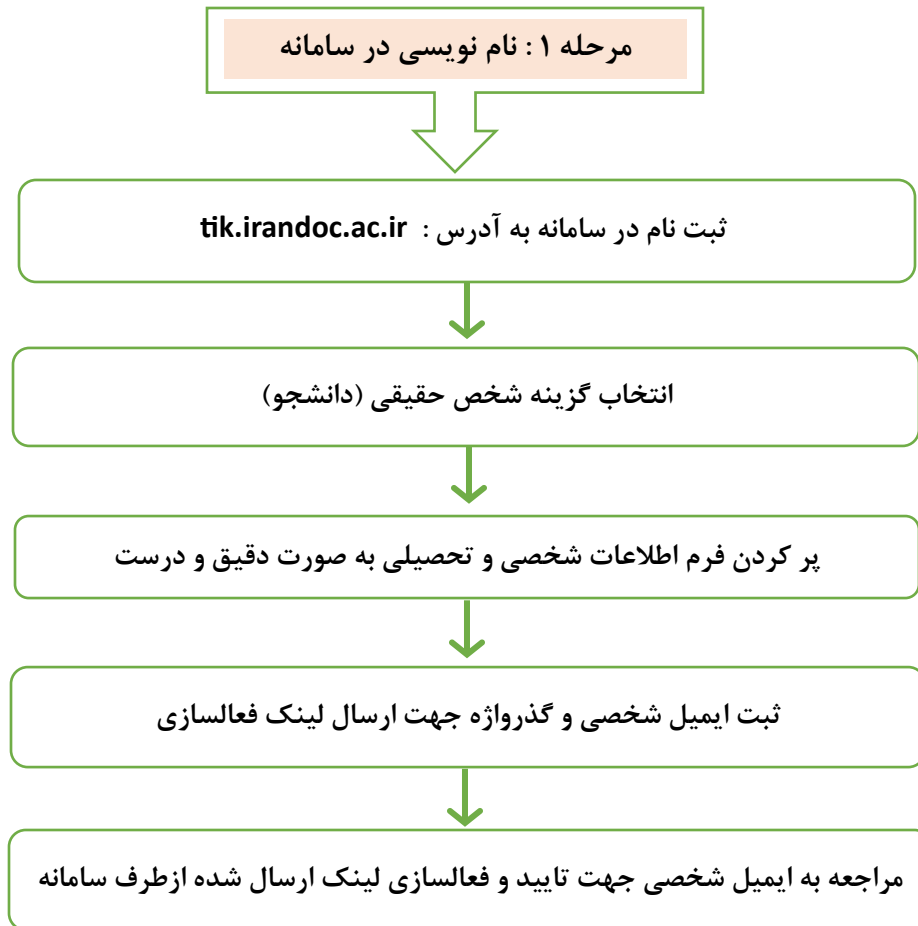 مرحله ۱ : نام نویسی در سامانه
ثبت نام در سامانه به آدرس : tik.irandoc.ac.ir
انتخاب گزینه شخص حقیقی (دانشجو)
پر کردن فرم اطلاعات شخصی و تحصیلی به صورت دقیق و درست
ثبت ایمیل شخصی و گذرواژه جهت ارسال لینک فعالسازی
مراجعه به ایمیل شخصی جهت تایید و فعالسازی لینک ارسال شده ازطرف سامانه